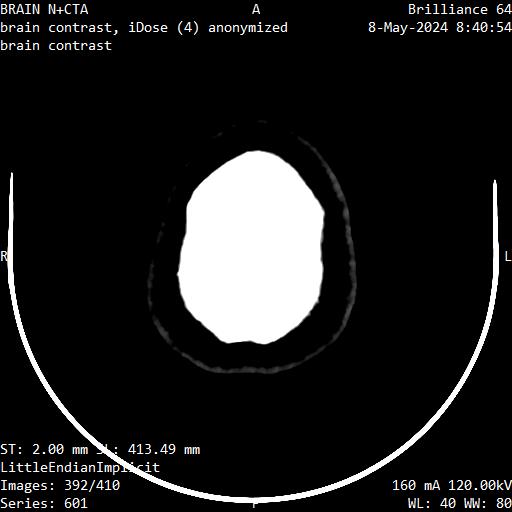 BRAIN N+CTA
A
Brilliance 64
brain contrast, iDose (4) anonymized
8-May-2024 8:40:54
brain contrast
R
L
ST: 2.00 mm SL: 413.49 mm
LittleEndianImplicit
Images: 392/410
160 mA 120.00kV
Series: 601
P
WL: 40 WW: 80